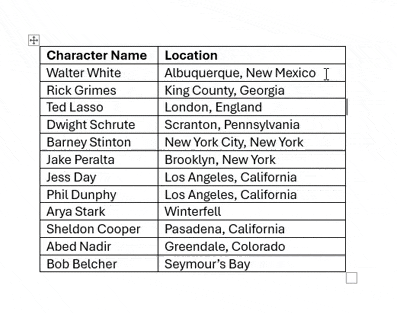 Character Name Location
Walter White Albuquerque, New Mexico
Rick Grimes King County, Georgia
Ted Lasso London, England
Dwight Schrute Scranton, Pennsylvania
Barney Stinton New York City, New York
Jake Peralta Brooklyn, New York
Jess Day Los Angeles, California
Phil Dunphy Los Angeles, California
Arya Stark Winterfell
Sheldon Cooper Pasadena, California
Abed Nadir Greendale, Colorado
Bob Belcher Seymour’s Bay